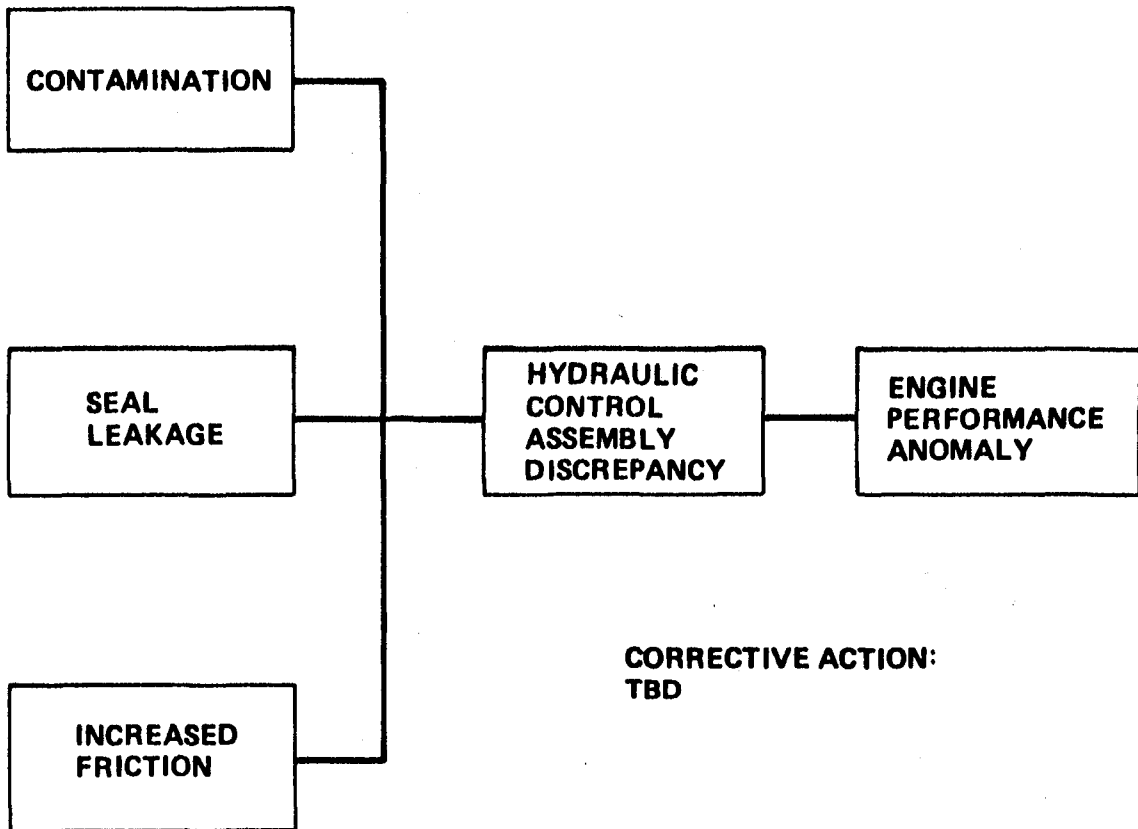 CONTAMINATION
SEAL
LEAKAGE
HYDRAULIC
CONTROL
ASSEMBLY
DISCREPANCY
ENGINE
PERFORMANCE
ANOMALY
CORRECTIVE ACTION:
TBD
INCREASED
FRICTION